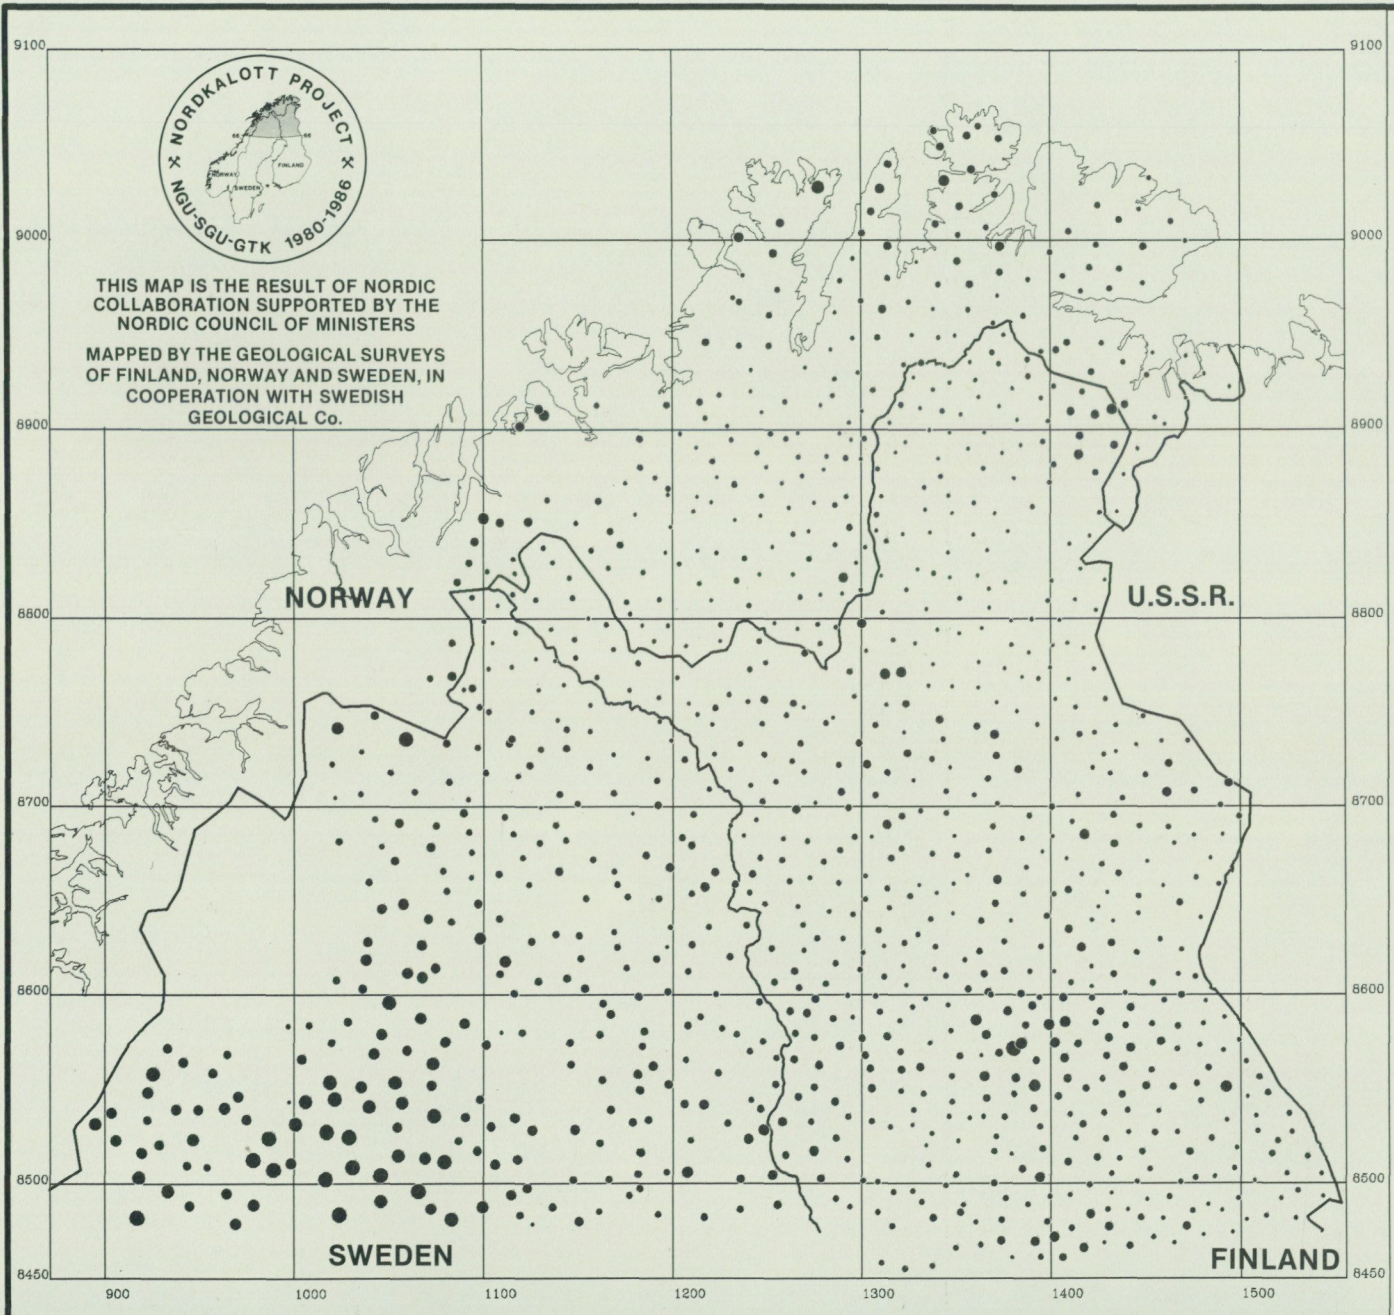 9100
9100
NORDKALOTT PROJECT
66
66
NORWAY
SWEDEN
FINLAND
NGU-SGU-GTK 1980-1986
9000
9000
THIS MAP IS THE RESULT OF NORDIC
COLLABORATION SUPPORTED BY THE
NORDIC COUNCIL OF MINISTERS
MAPPED BY THE GEOLOGICAL SURVEYS
OF FINLAND, NORWAY AND SWEDEN, IN
COOPERATION WITH SWEDISH
GEOLOGICAL Co.
8900
8900
NORWAY
U.S.S.R.
8800
8800
8700
8700
8600
8600
8500
8500
SWEDEN
FINLAND
8450
8450
900
1000
1100
1200
1300
1400
1500